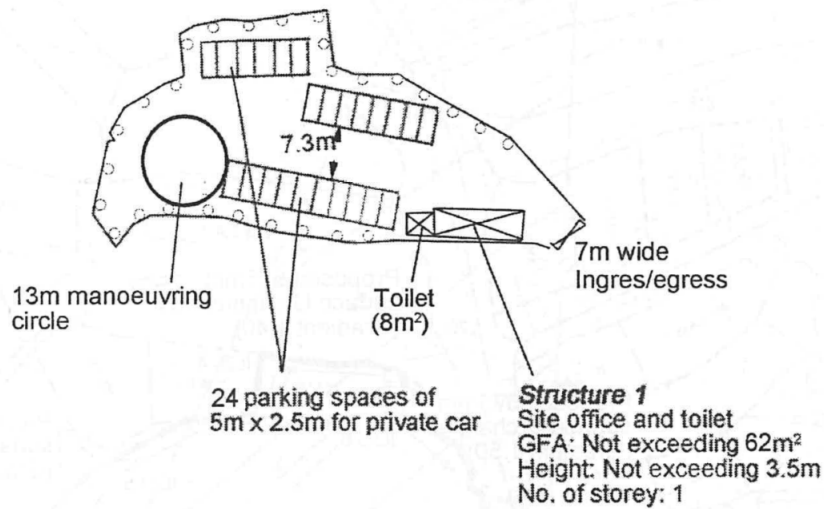 7.3m
13m manoeuvring
circle
Toilet
(8m²)
7m wide
Ingres/egress
24 parking spaces of
5m x 2.5m for private car
Structure 1
Site office and toilet
GFA: Not exceeding 62m²
Height: Not exceeding 3.5m
No. of storey: 1